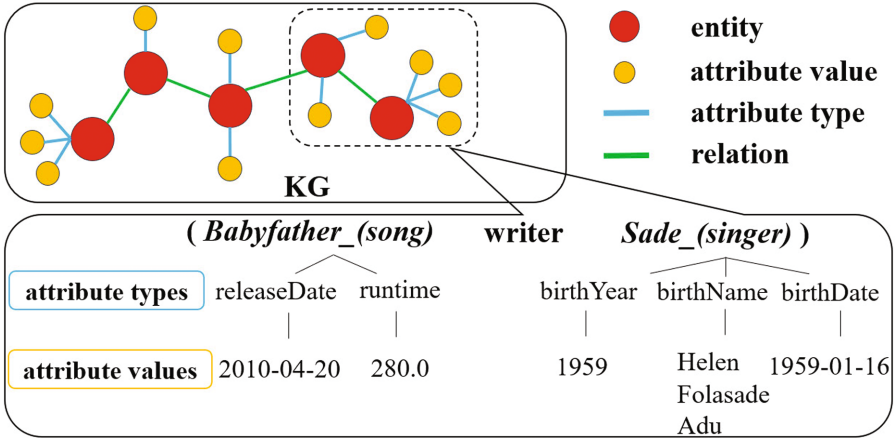 entity
attribute value
attribute type
relation
KG
( Babyfather_(song) writer Sade_(singer) )
attribute types releaseDate runtime birthYear birthName birthDate
attribute values 2010-04-20 280.0 1959 Helen 1959-01-16
Folasade
Adu